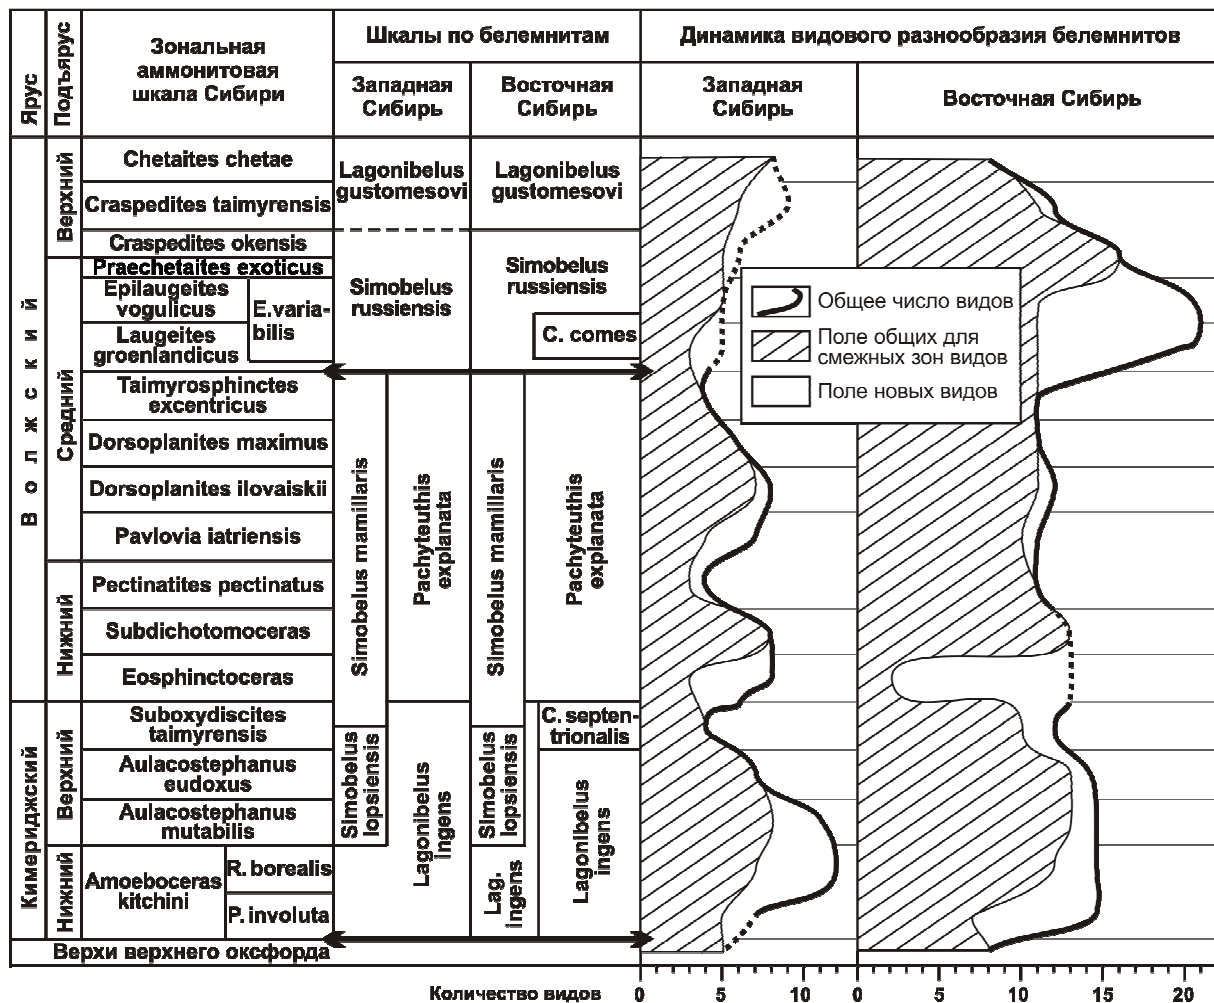 Ярус
Подъярус
Зональная
аммонитовая
шкала Сибири
Шкалы по белемнитам
Западная
Сибирь
Восточная
Сибирь
Динамика видового разнообразия белемнитов
Западная
Сибирь
Восточная Сибирь
Волжский
Верхний
Средний
Нижний
Кимериджский
Верхний
Нижний
Chetaites chetae
Craspedites taimyrensis
Craspedites okensis
Praechetaites exoticus
Epilaugeites
vogulicus
E.varia-
bilis
Laugeites
groenlandicus
Taimyrosphinctes
excentricus
Dorsoplanites maximus
Dorsoplanites ilovaiskii
Pavlovia iatriensis
Pectinatites pectinatus
Subdichotomoceras
Eosphinctoceras
Suboxydiscites
taimyrensis
Aulacostephanus
eudoxus
Aulacostephanus
mutabilis
Amoeboceras
kitchini
R. borealis
P. involuta
Верхи верхнего оксфорда
Lagonibelus
gustomesovi
Simobelus
russiensis
Simobelus mamillaris
Pachyteuthis
explanata
Simobelus
lopsiensis
Lagonibelus
ingens
Lagonibelus
gustomesovi
Simobelus
russiensis
C. comes
Simobelus mamillaris
Pachyteuthis
explanata
C. septen-
trionalis
Simobelus
lopsiensis
Lag.
ingens
Lagonibelus
ingens
Общее число видов
Поле общих для
смежных зон видов
Поле новых видов
Количество видов
0 5 10 0 5 10 15 20